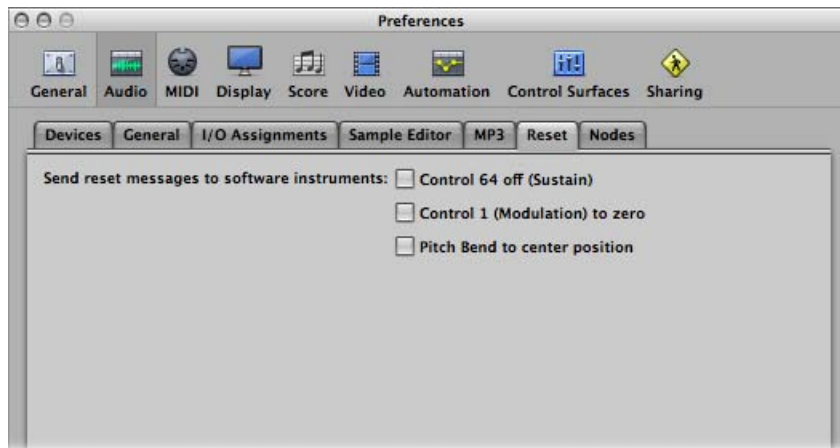 Preferences
General Audio MIDI Display Score Video Automation Control Surfaces Sharing
Devices General I/O Assignments Sample Editor MP3 Reset Nodes
Send reset messages to software instruments: Control 64 off (Sustain)
Control 1 (Modulation) to zero
Pitch Bend to center position